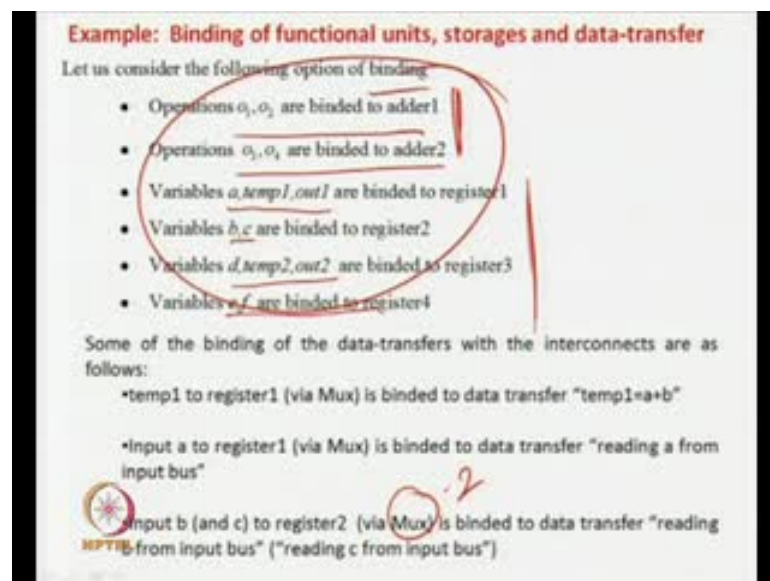 Example: Binding of functional units, storages and data-transfer
Let us consider the following option of binding
• Operations o₁, o₂ are binded to adder1
• Operations o₃, o₄ are binded to adder2
• Variables a,temp1,out1 are binded to register1
• Variables b,c are binded to register2
• Variables d,temp2,out2 are binded to register3
• Variables e,f are binded to register4
Some of the binding of the data-transfers with the interconnects are as
follows:
•temp1 to register1 (via Mux) is binded to data transfer "temp1=a+b"
•Input a to register1 (via Mux) is binded to data transfer "reading a from
input bus"
2
•Input b (and c) to register2 (via Mux) is binded to data transfer "reading
b from input bus" ("reading c from input bus")
NPTEL